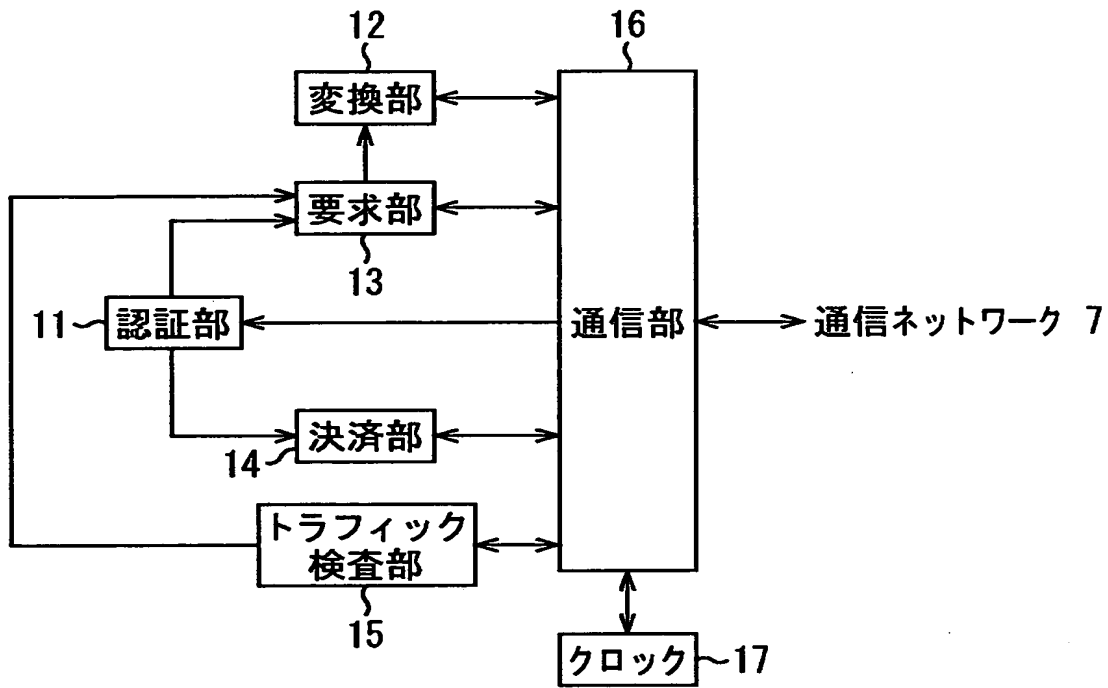 12
16
変換部
要求部
13
11
認証部
通信部
通信ネットワーク 7
決済部
14
トラフィック
検査部
15
クロック
17